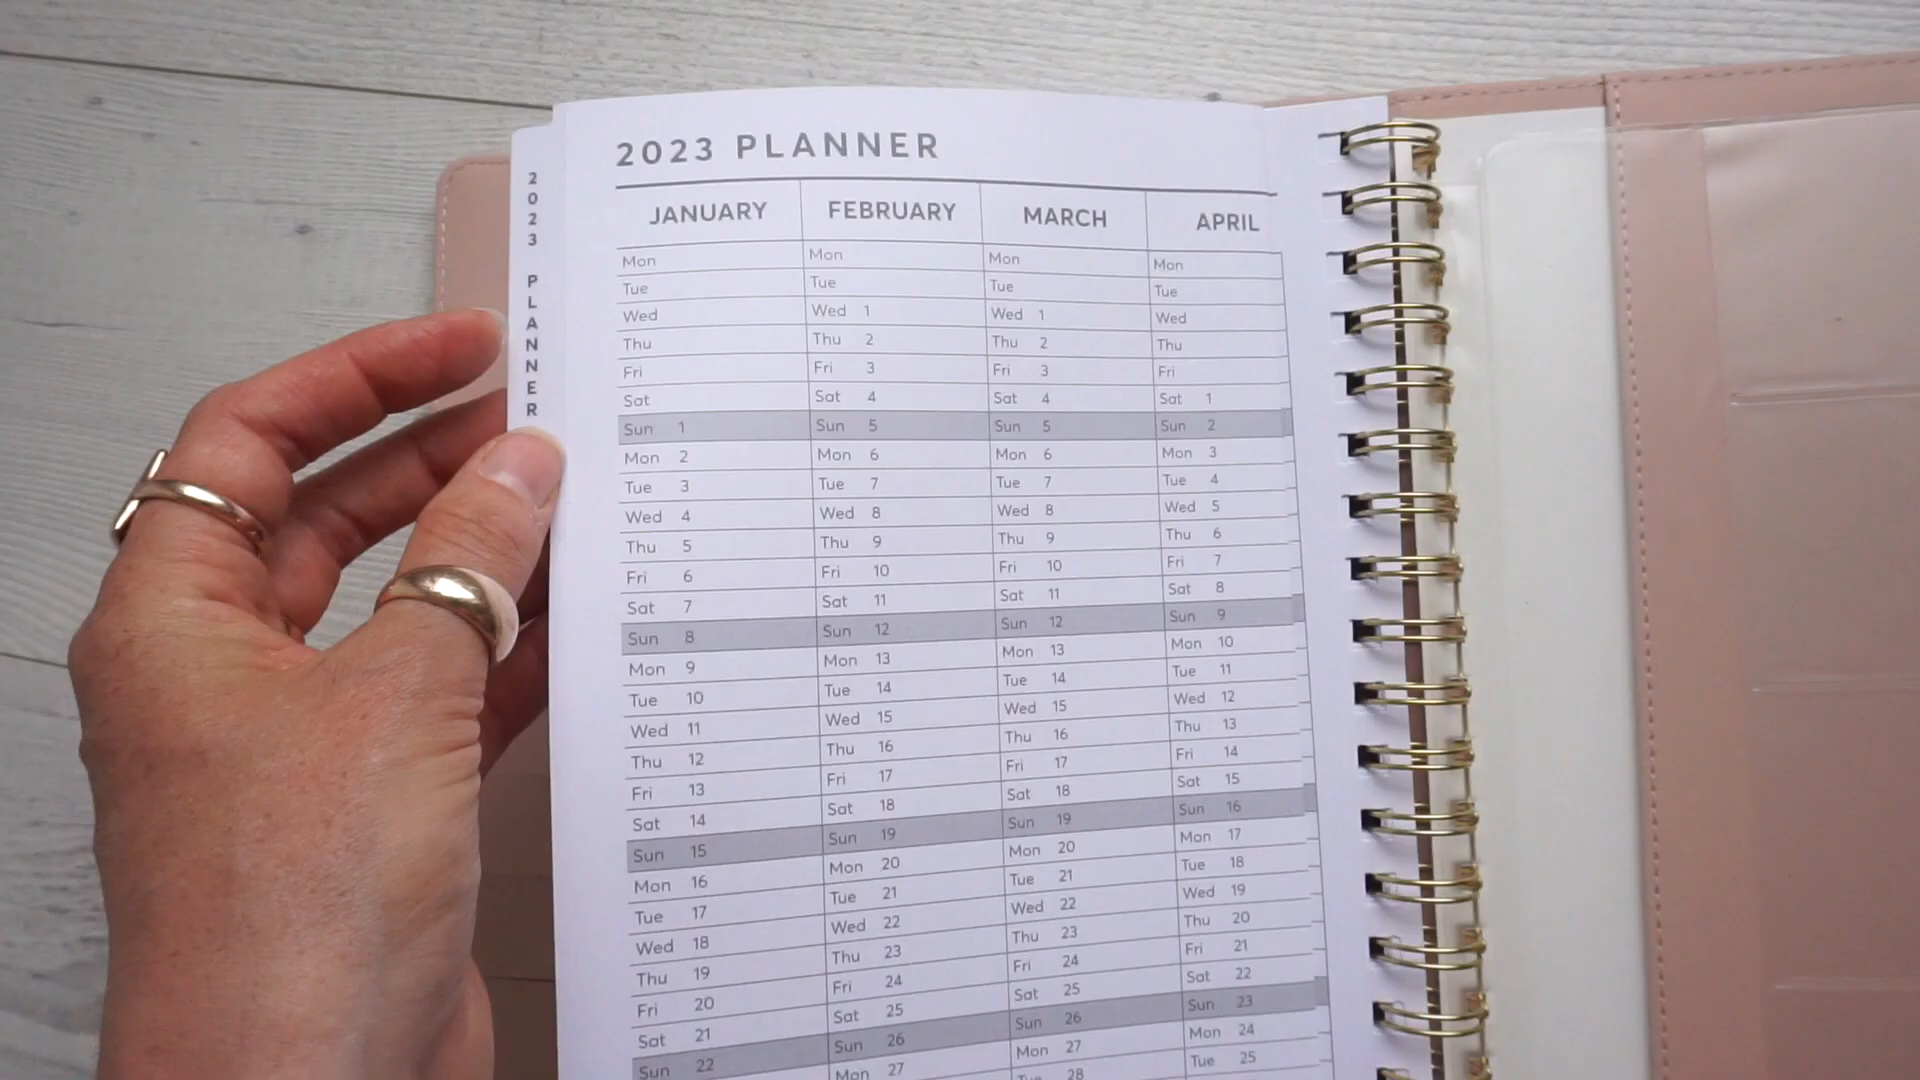 2023 PLANNER
2023 PLANNER
JANUARY FEBRUARY MARCH APRIL
Mon Mon Mon Mon
Tue Tue Tue Tue
Wed Wed 1 Wed 1 Wed
Thu Thu 2 Thu 2 Thu
Fri Fri 3 Fri 3 Fri
Sat Sat 4 Sat 4 Sat 1
Sun 1 Sun 5 Sun 5 Sun 2
Mon 2 Mon 6 Mon 6 Mon 3
Tue 3 Tue 7 Tue 7 Tue 4
Wed 4 Wed 8 Wed 8 Wed 5
Thu 5 Thu 9 Thu 9 Thu 6
Fri 6 Fri 10 Fri 10 Fri 7
Sat 7 Sat 11 Sat 11 Sat 8
Sun 8 Sun 12 Sun 12 Sun 9
Mon 9 Mon 13 Mon 13 Mon 10
Tue 10 Tue 14 Tue 14 Tue 11
Wed 11 Wed 15 Wed 15 Wed 12
Thu 12 Thu 16 Thu 16 Thu 13
Fri 13 Fri 17 Fri 17 Fri 14
Sat 14 Sat 18 Sat 18 Sat 15
Sun 15 Sun 19 Sun 19 Sun 16
Mon 16 Mon 20 Mon 20 Mon 17
Tue 17 Tue 21 Tue 21 Tue 18
Wed 18 Wed 22 Wed 22 Wed 19
Thu 19 Thu 23 Thu 23 Thu 20
Fri 20 Fri 24 Fri 24 Fri 21
Sat 21 Sat 25 Sat 25 Sat 22
Sun 22 Sun 26 Sun 26 Sun 23
Mon 27 Mon 27 Mon 24
Tue 28 Tue 25